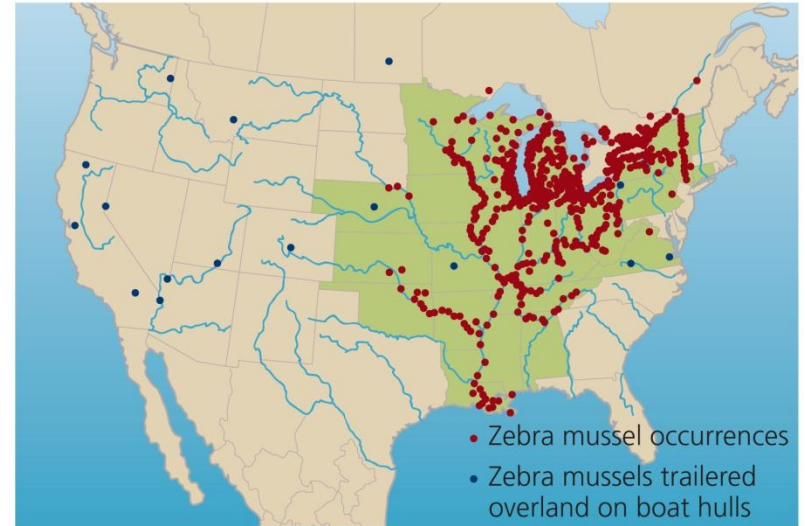 Zebra mussel occurrences
Zebra mussels trailered
overland on boat hulls